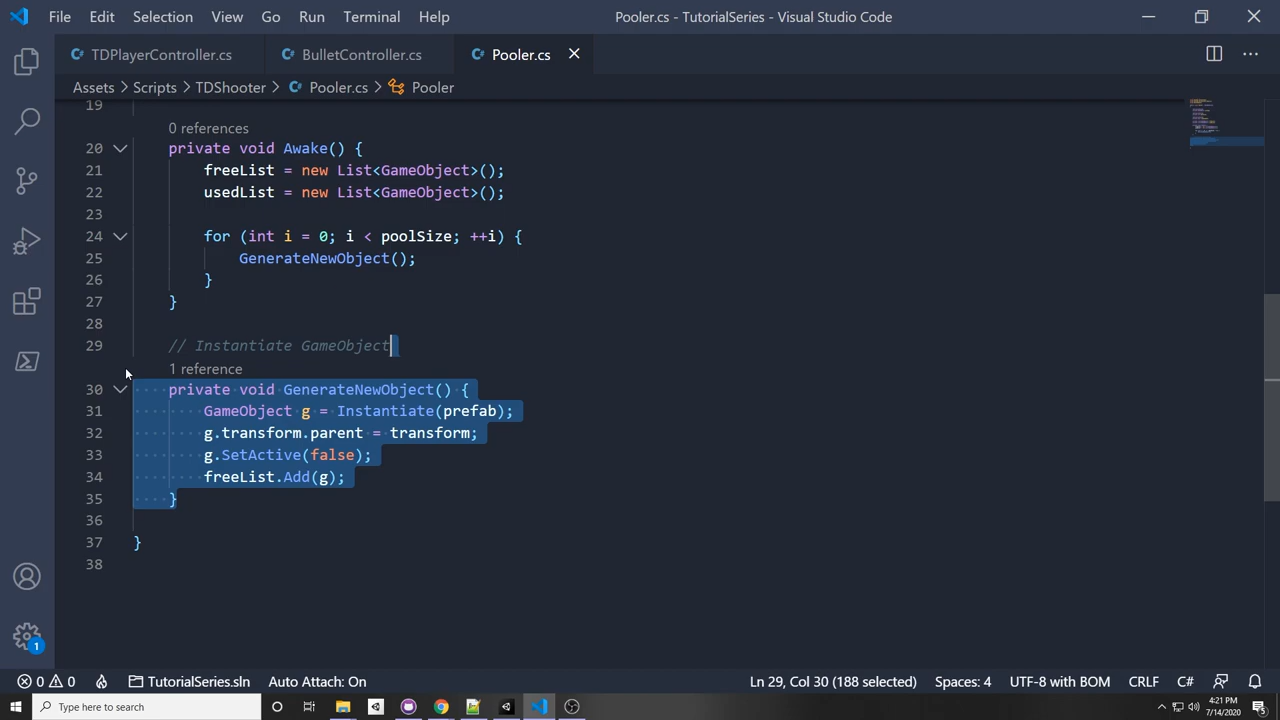 File Edit Selection View Go Run Terminal Help Pooler.cs - TutorialSeries - Visual Studio Code
TDPlayerController.cs BulletController.cs Pooler.cs
Assets > Scripts > TDShooter > Pooler.cs > Pooler
19
0 references
20 private void Awake() {
21 freeList = new List<GameObject>();
22 usedList = new List<GameObject>();
23
24 for (int i = 0; i < poolSize; ++i) {
25 GenerateNewObject();
26 }
27 }
28
29 // Instantiate GameObject
1 reference
30 private void GenerateNewObject() {
31 GameObject g = Instantiate(prefab);
32 g.transform.parent = transform;
33 g.SetActive(false);
34 freeList.Add(g);
35 }
36
37 }
38
1
0 0 TutorialSeries.sln Auto Attach: On Ln 29, Col 30 (188 selected) Spaces: 4 UTF-8 with BOM CRLF C#
Type here to search
4:21 PM
7/14/2020